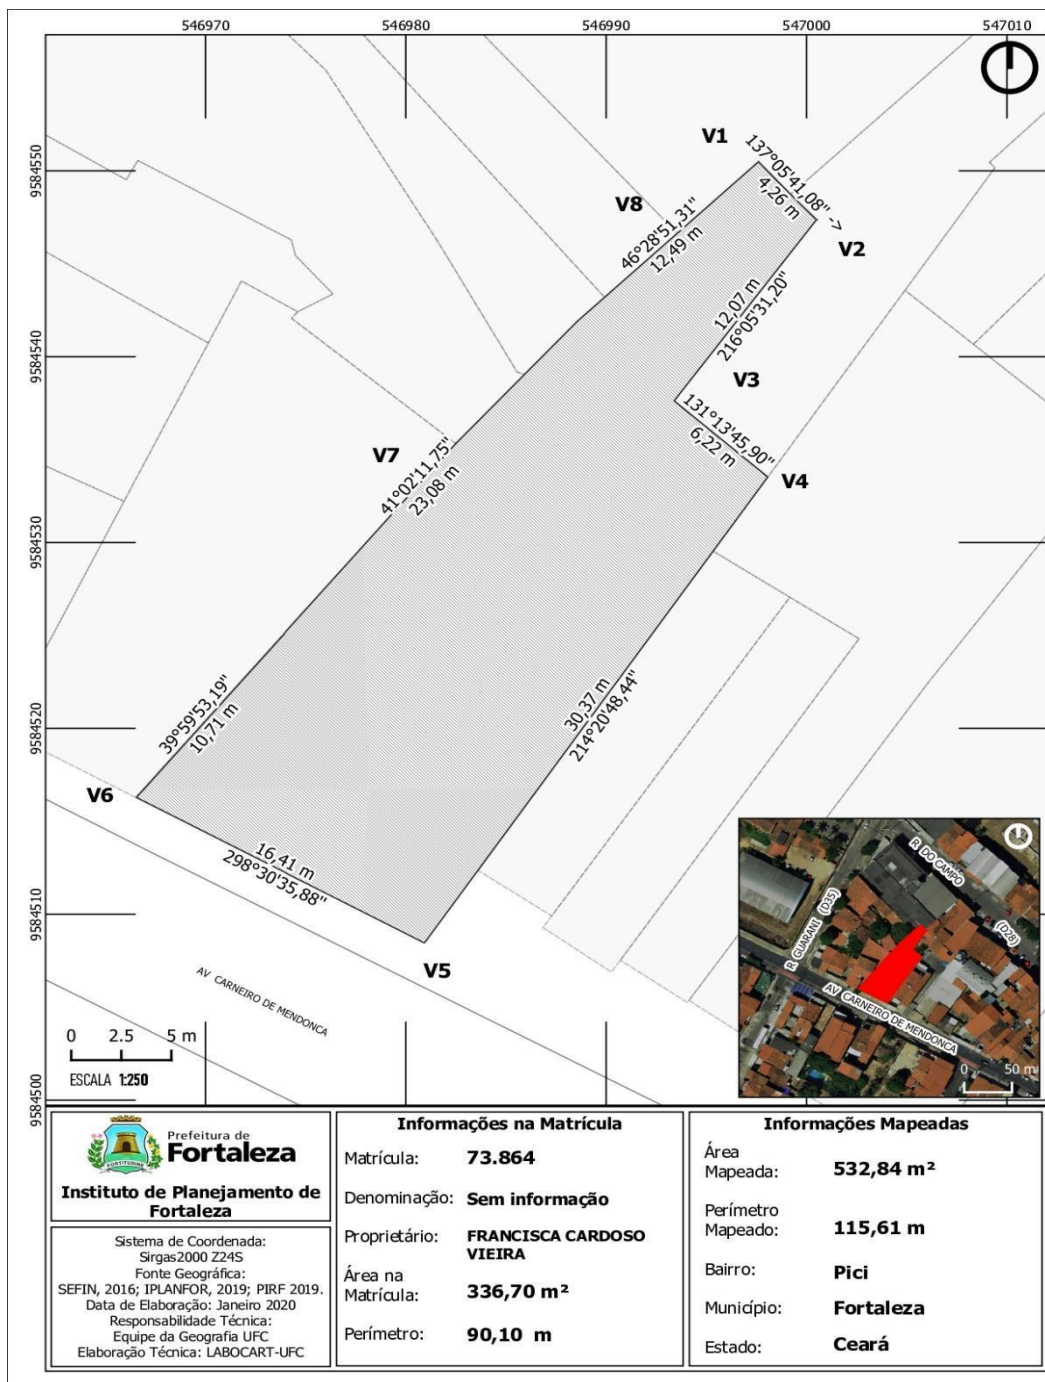 546970
546980
546990
547000
547010
9584550
9584540
9584530
9584520
9584510
9584500
V1
137°05'41,08" ->
4,26 m
V2
V8
46°28'51,31"
12,49 m
12,07 m
216°05'31,20"
V3
131°13'45,90"
6,22 m
V4
V7
41°02'11,75"
23,08 m
30,37 m
214°20'48,44"
39°59'53,19"
10,71 m
V6
16,41 m
298°30'35,88"
V5
AV CARNEIRO DE MENDONCA
0 2.5 5 m
ESCALA 1:250
R DO CAMPO
(D28)
R GUARANI (D35)
AV CARNEIRO DE MENDONCA
0 50 m
Prefeitura de
Fortaleza
FORTITUDINE
Instituto de Planejamento de
Fortaleza
Sistema de Coordenada:
Sirgas2000 Z24S
Fonte Geográfica:
SEFIN, 2016; IPLANFOR, 2019; PIRF 2019.
Data de Elaboração: Janeiro 2020
Responsabilidade Técnica:
Equipe da Geografia UFC
Elaboração Técnica: LABOCART-UFC
Informações na Matrícula
Matrícula: 73.864
Denominação: Sem informação
Proprietário: FRANCISCA CARDOSO
VIEIRA
Área na
Matrícula: 336,70 m²
Perímetro: 90,10 m
Informações Mapeadas
Área
Mapeada: 532,84 m²
Perímetro
Mapeado: 115,61 m
Bairro: Pici
Município: Fortaleza
Estado: Ceará